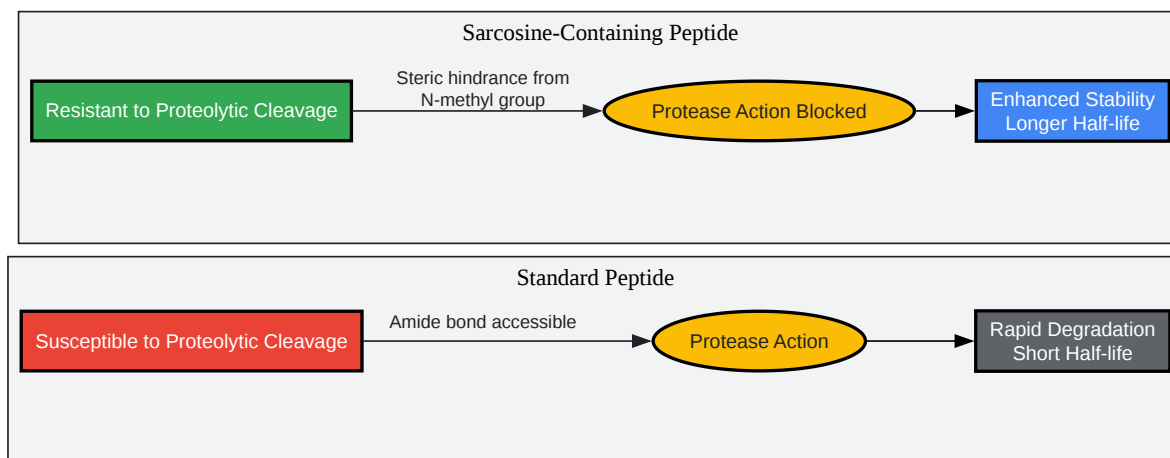 Sarcosine-Containing Peptide
Resistant to Proteolytic Cleavage
Steric hindrance from
N-methyl group
Protease Action Blocked
Enhanced Stability
Longer Half-life
Standard Peptide
Susceptible to Proteolytic Cleavage
Amide bond accessible
Protease Action
Rapid Degradation
Short Half-life